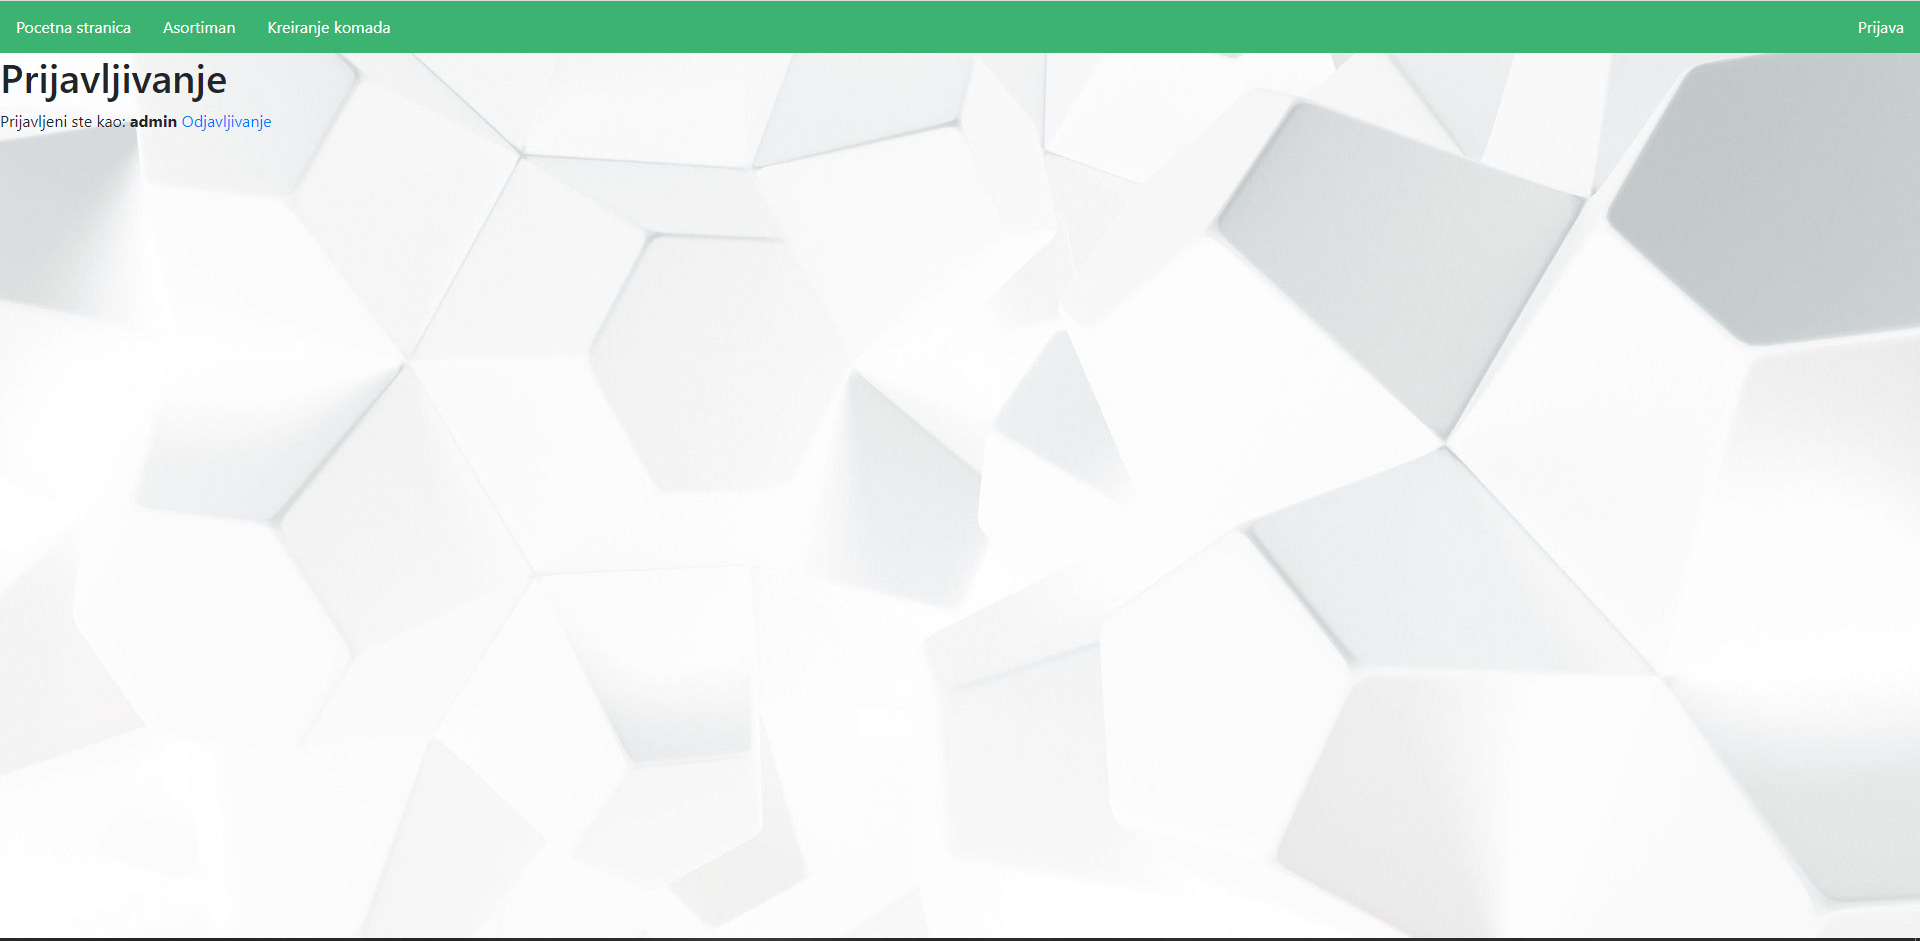 Pocetna stranica Asortiman Kreiranje komada Prijava
Prijavljivanje
Prijavljeni ste kao: admin Odjavljivanje